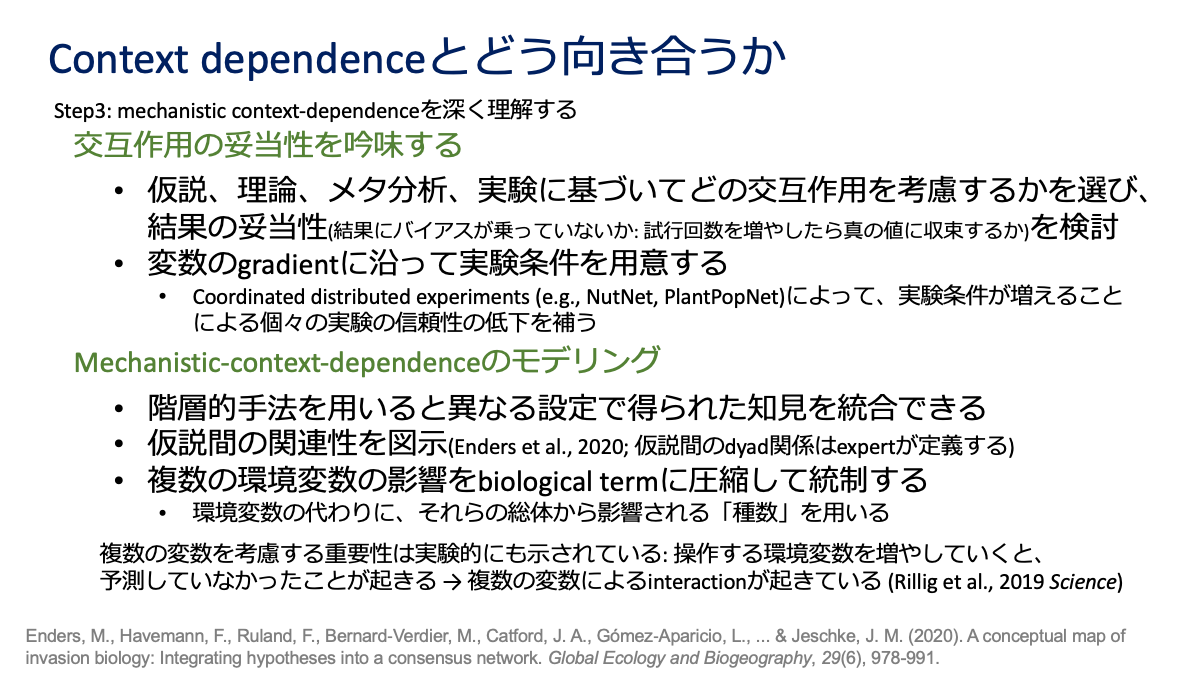 Context dependenceとどう向き合うか
Step3: mechanistic context-dependenceを深く理解する
交互作用の妥当性を吟味する
• 仮説、理論、メタ分析、実験に基づいてどの交互作用を考慮するかを選び、
結果の妥当性(結果にバイアスが乗っていないか: 試行回数を増やしたら真の値に収束するか)を検討
• 変数のgradientに沿って実験条件を用意する
• Coordinated distributed experiments (e.g., NutNet, PlantPopNet)によって、実験条件が増えること
による個々の実験の信頼性の低下を補う
Mechanistic-context-dependenceのモデリング
• 階層的手法を用いると異なる設定で得られた知見を統合できる
• 仮説間の関連性を図示(Enders et al., 2020; 仮説間のdyad関係はexpertが定義する)
• 複数の環境変数の影響をbiological termに圧縮して統制する
• 環境変数の代わりに、それらの総体から影響される「種数」を用いる
複数の変数を考慮する重要性は実験的にも示されている: 操作する環境変数を増やしていくと、
予測していなかったことが起きる → 複数の変数によるinteractionが起きている (Rillig et al., 2019 Science)
Enders, M., Havemann, F., Ruland, F., Bernard-Verdier, M., Catford, J. A., Gómez-Aparicio, L., ... & Jeschke, J. M. (2020). A conceptual map of
invasion biology: Integrating hypotheses into a consensus network. Global Ecology and Biogeography, 29(6), 978-991.